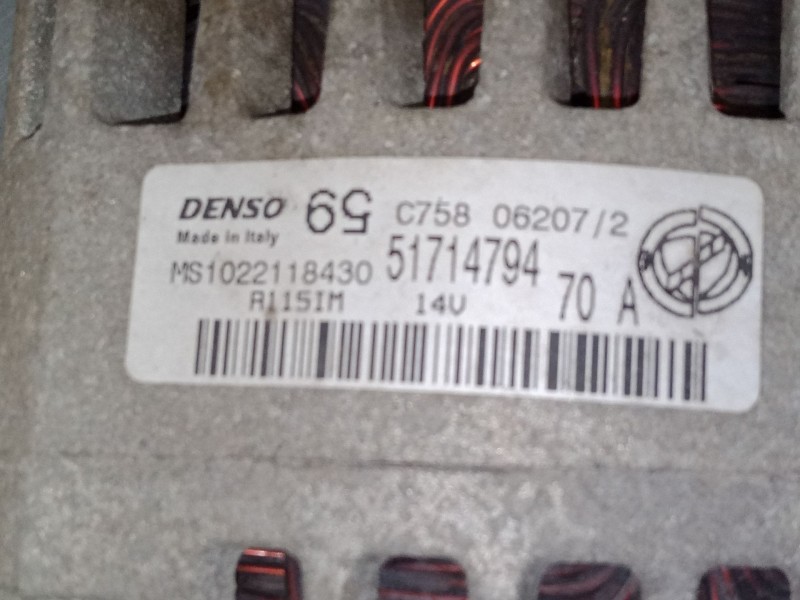 DENSO 59 C758 06207/2
Made in Italy
MS1022118430 51714794
A115IM 14V 70 A